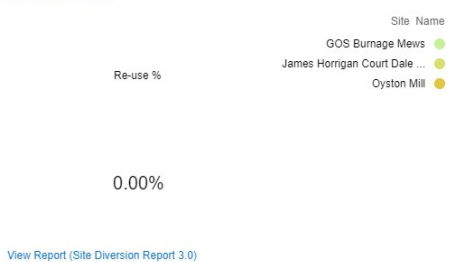 Site Name
GOS Burnage Mews
James Horrigan Court Dale ...
Oyston Mill
Re-use %
0.00%
View Report (Site Diversion Report 3.0)